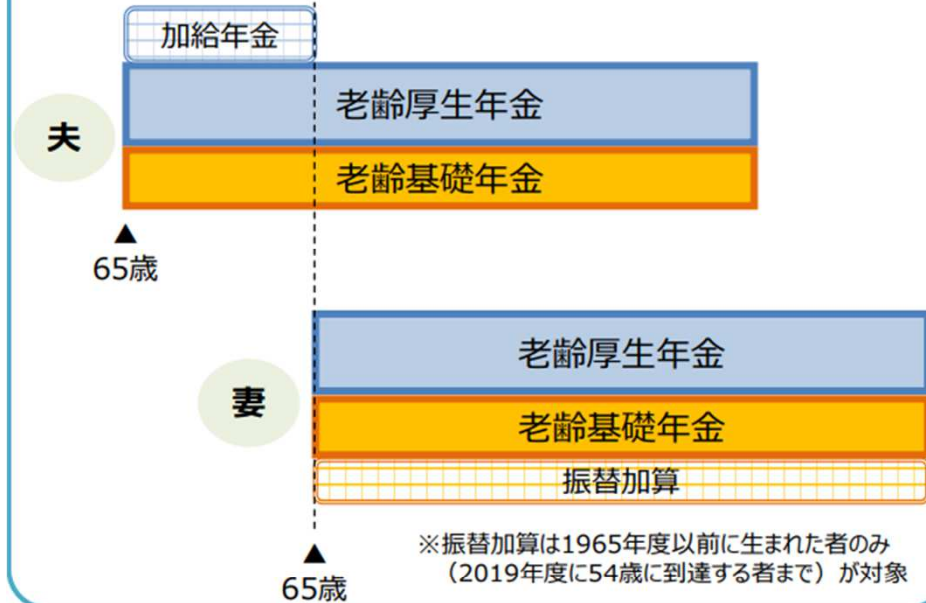 加給年金
夫
老齢厚生年金
老齢基礎年金
▲
65歳
妻
老齢厚生年金
老齢基礎年金
振替加算
▲
65歳
※振替加算は1965年度以前に生まれた者のみ
（2019年度に54歳に到達する者まで）が対象